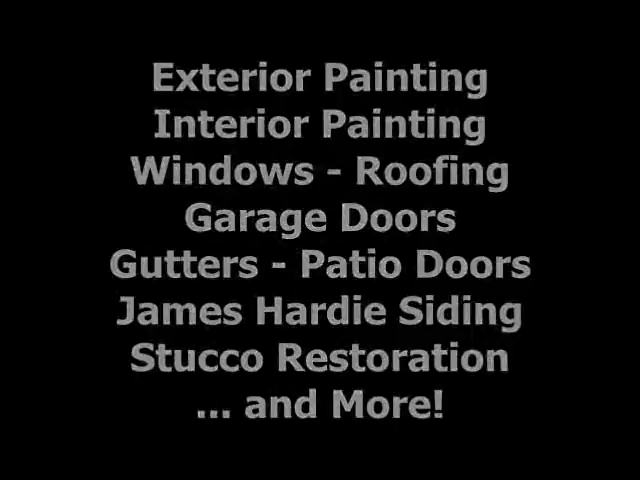 Exterior Painting
Interior Painting
Windows - Roofing
Garage Doors
Gutters - Patio Doors
James Hardie Siding
Stucco Restoration
... and More!